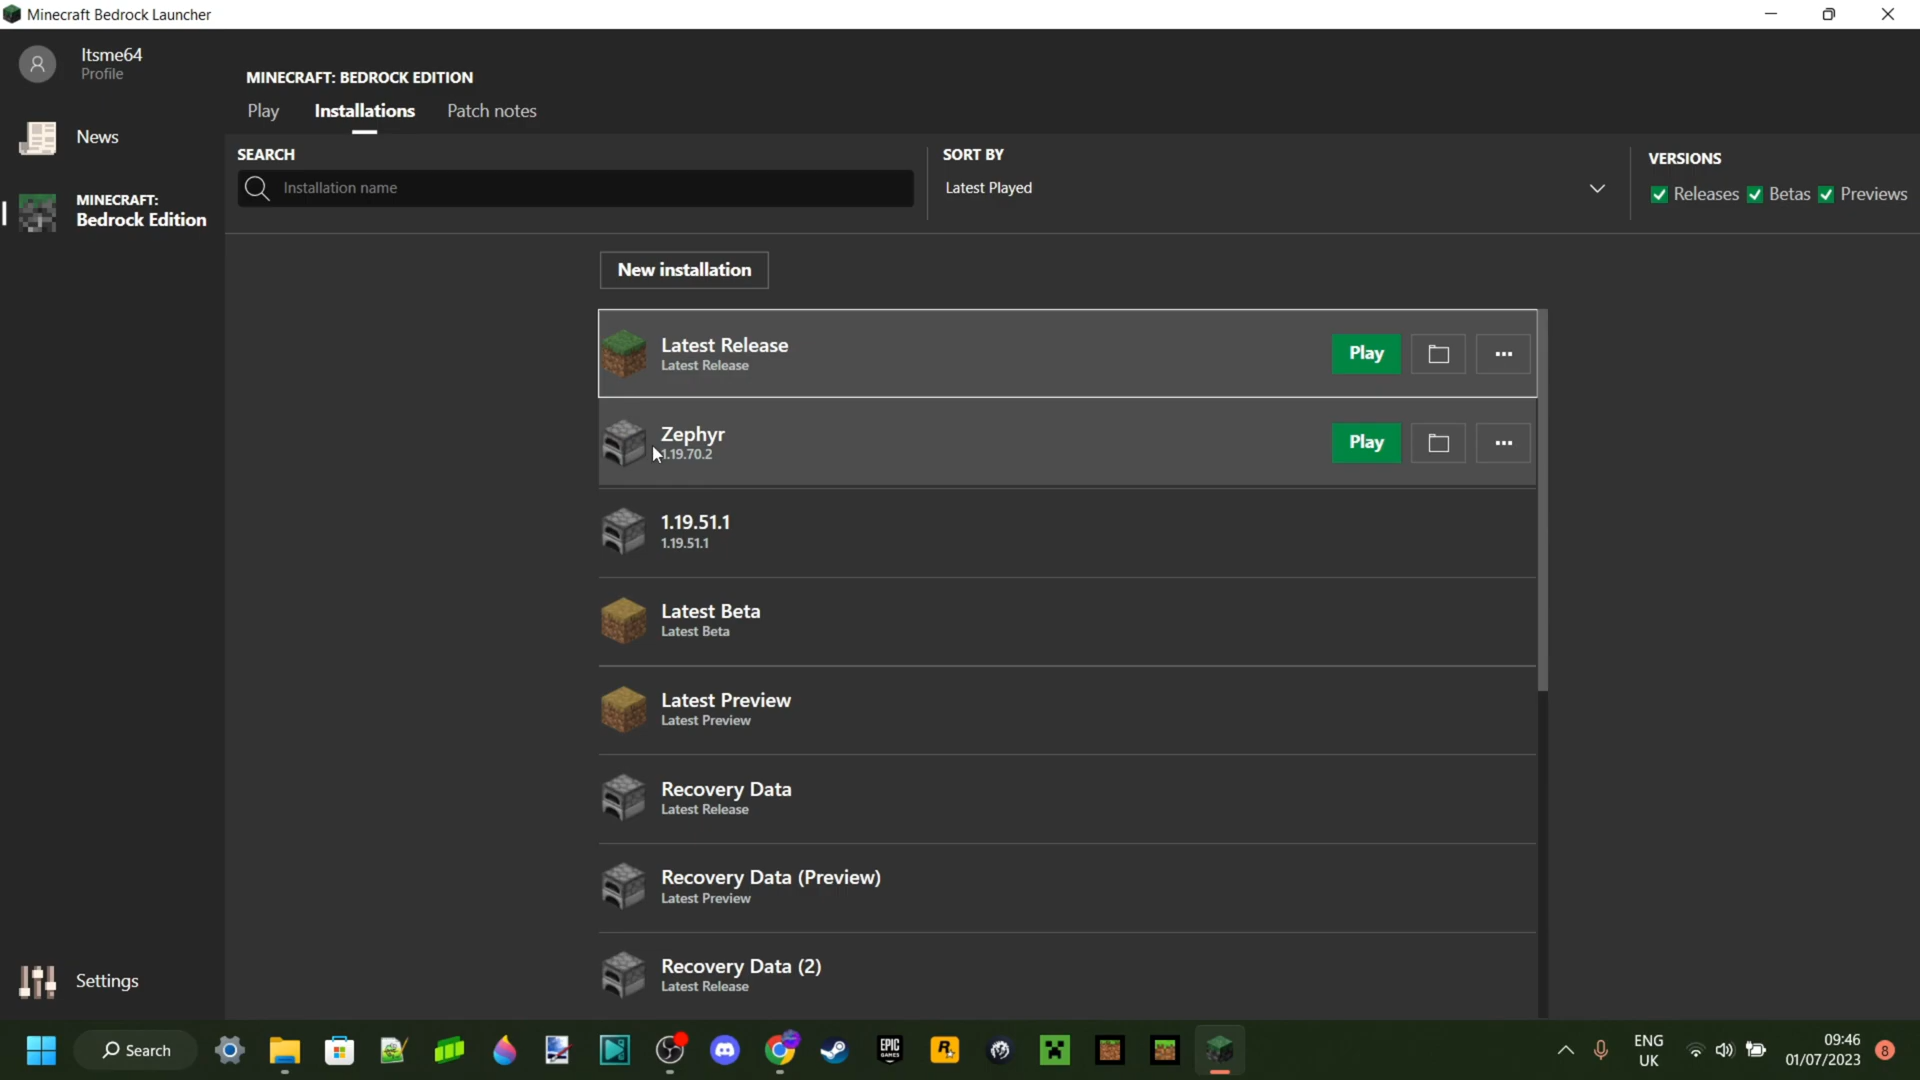 Minecraft Bedrock Launcher
Itsme64
Profile
News
MINECRAFT:
Bedrock Edition
Settings
MINECRAFT: BEDROCK EDITION
Play Installations Patch notes
SEARCH
Installation name
SORT BY
Latest Played
VERSIONS
Releases Betas Previews
New installation
Latest Release
Latest Release
Play
Zephyr
1.19.70.2
Play
1.19.51.1
1.19.51.1
Latest Beta
Latest Beta
Latest Preview
Latest Preview
Recovery Data
Latest Release
Recovery Data (Preview)
Latest Preview
Recovery Data (2)
Latest Release
Search
EPIC
GAMES
R
ENG
UK
09:46
01/07/2023
8